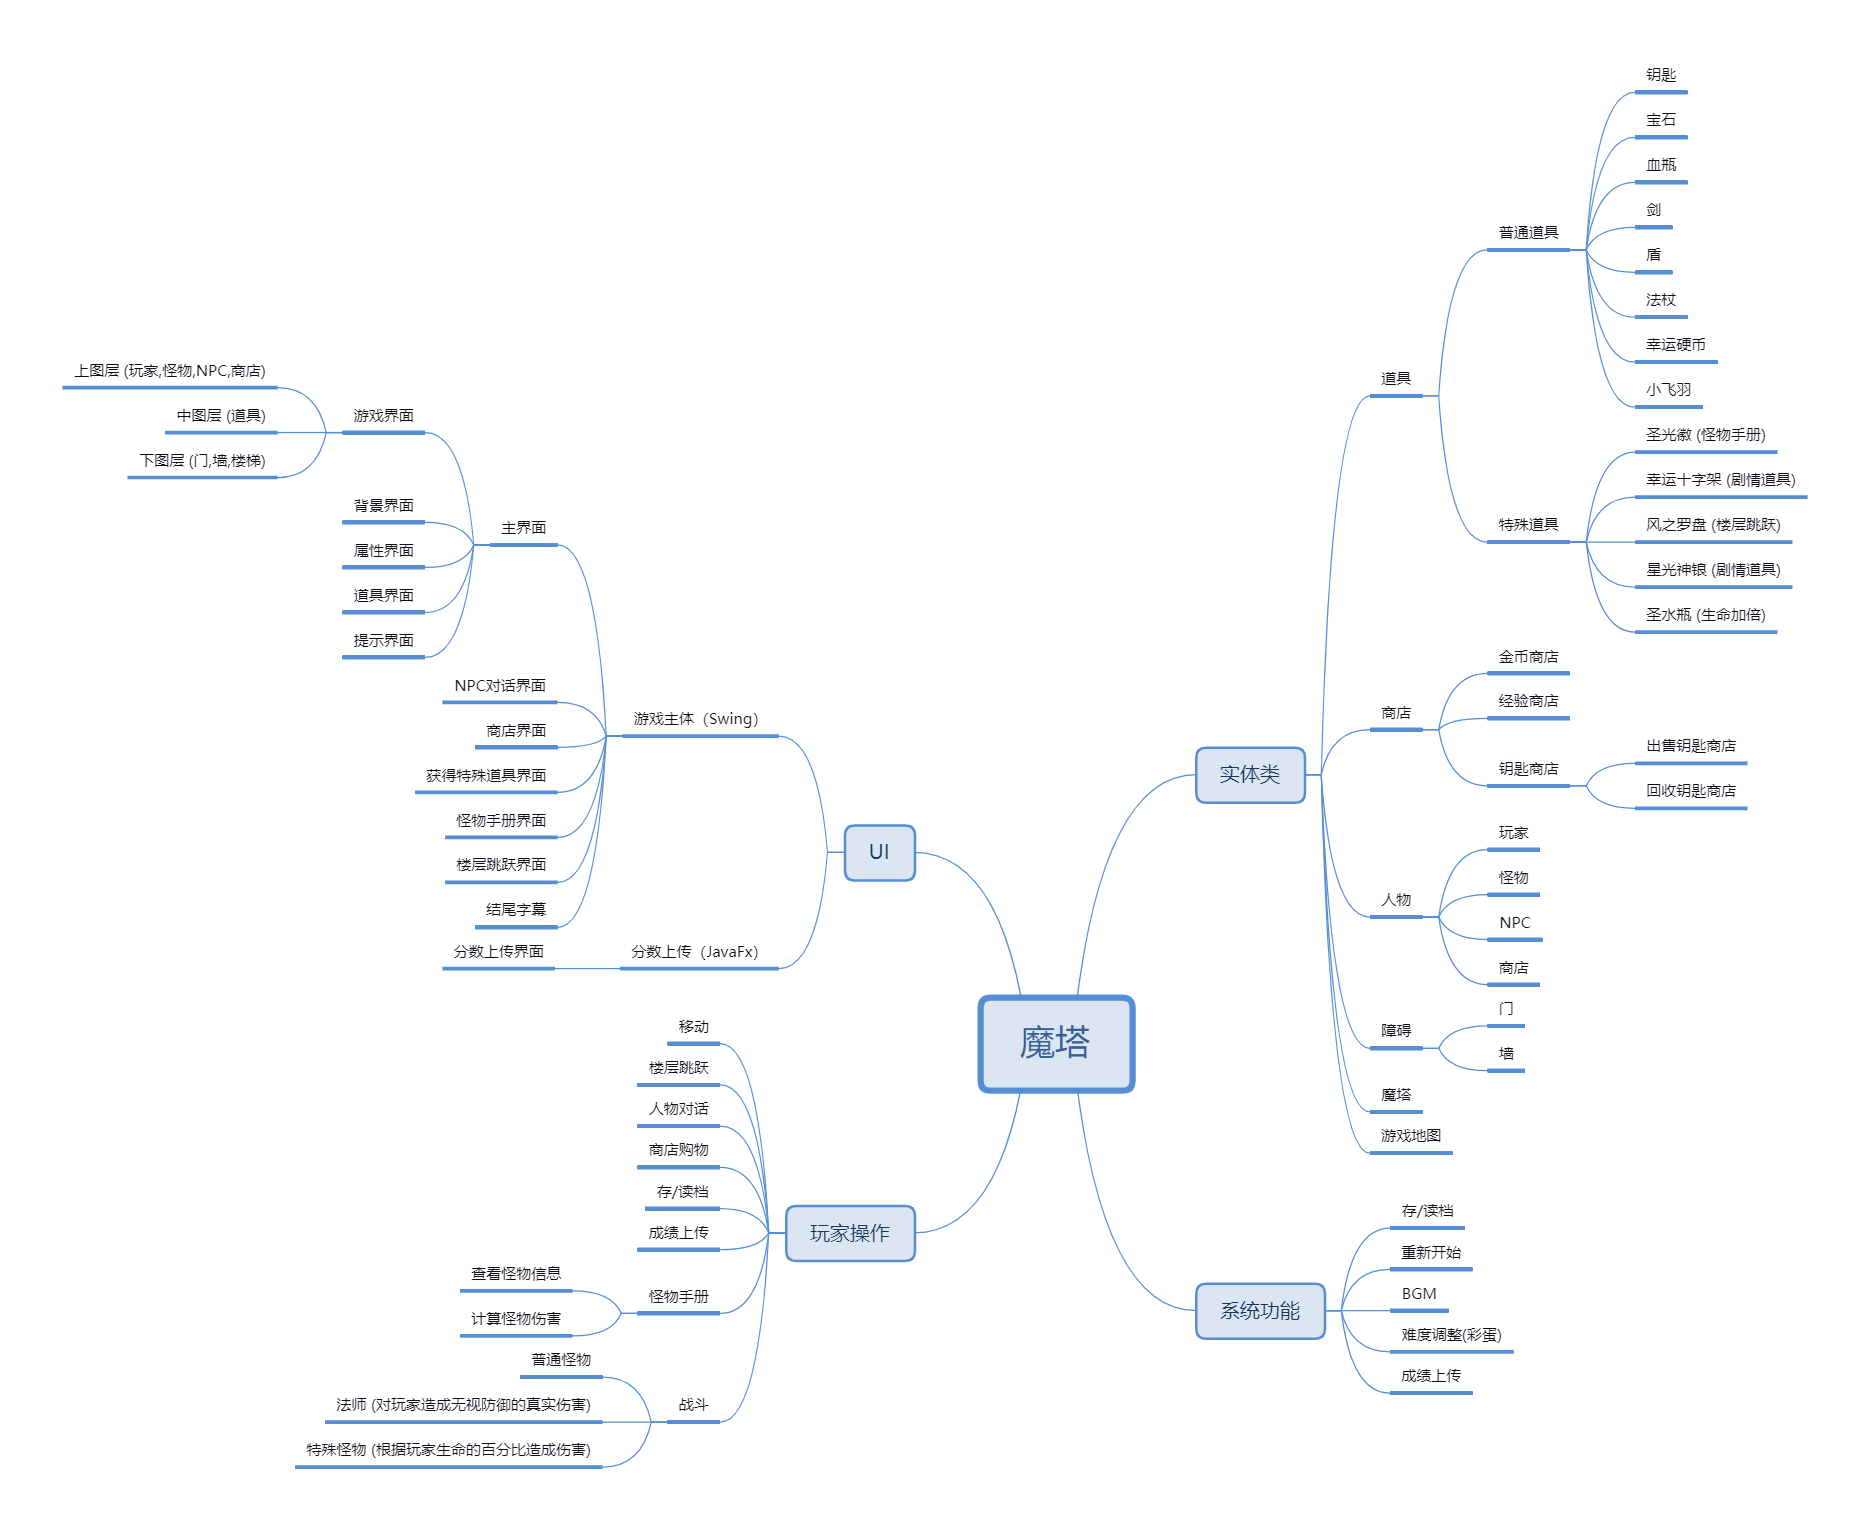 魔塔
UI
游戏主体（Swing）
主界面
游戏界面
上图层 (玩家,怪物,NPC,商店)
中图层 (道具)
下图层 (门,墙,楼梯)
背景界面
属性界面
道具界面
提示界面
NPC对话界面
商店界面
获得特殊道具界面
怪物手册界面
楼层跳跃界面
结尾字幕
分数上传（JavaFx）
分数上传界面
玩家操作
移动
楼层跳跃
人物对话
商店购物
存/读档
成绩上传
怪物手册
查看怪物信息
计算怪物伤害
战斗
普通怪物
法师 (对玩家造成无视防御的真实伤害)
特殊怪物 (根据玩家生命的百分比造成伤害)
实体类
道具
普通道具
钥匙
宝石
血瓶
剑
盾
法杖
幸运硬币
小飞羽
特殊道具
圣光徽 (怪物手册)
幸运十字架 (剧情道具)
风之罗盘 (楼层跳跃)
星光神锒 (剧情道具)
圣水瓶 (生命加倍)
商店
金币商店
经验商店
钥匙商店
出售钥匙商店
回收钥匙商店
人物
玩家
怪物
NPC
商店
障碍
门
墙
魔塔
游戏地图
系统功能
存/读档
重新开始
BGM
难度调整(彩蛋)
成绩上传